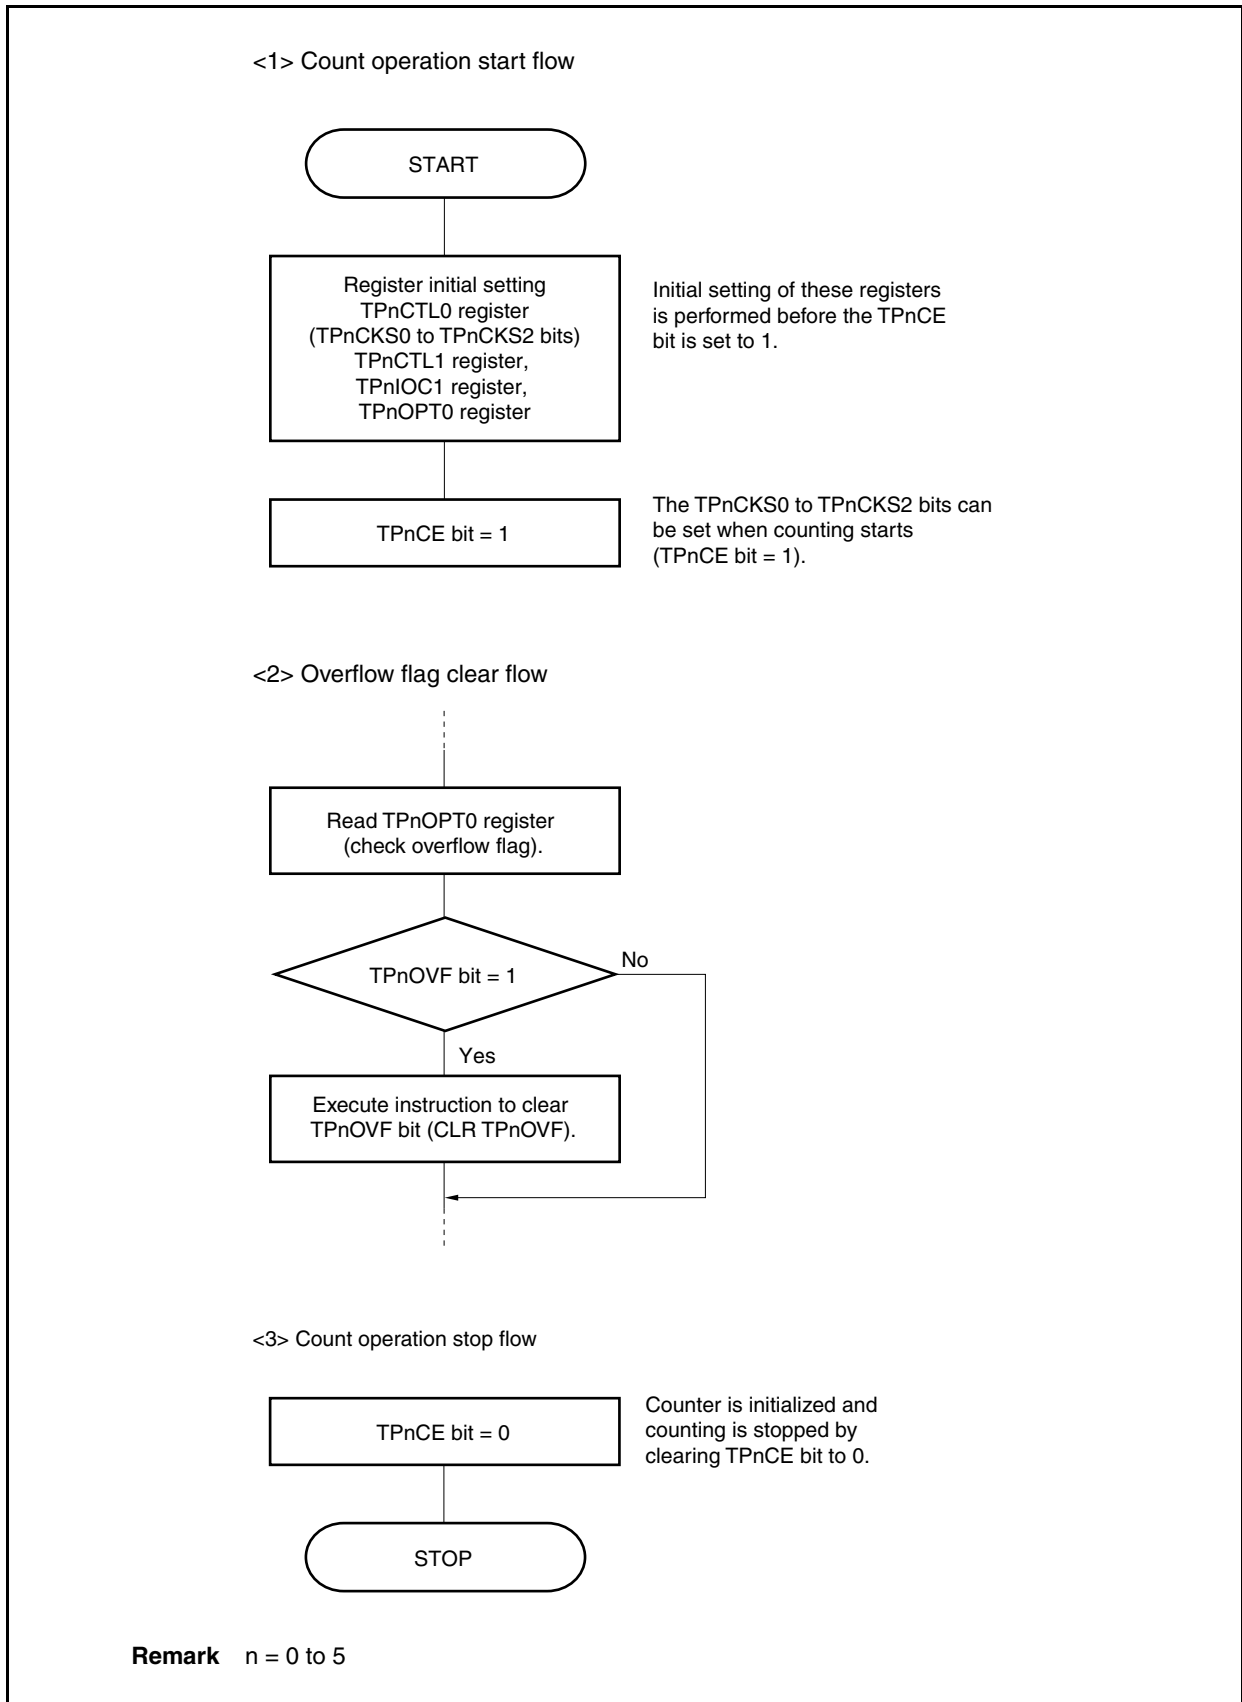 <1> Count operation start flow
START
Register initial setting
TPnCTL0 register
(TPnCKS0 to TPnCKS2 bits)
TPnCTL1 register,
TPnIOC1 register,
TPnOPT0 register
Initial setting of these registers
is performed before the TPnCE
bit is set to 1.
TPnCE bit = 1
The TPnCKS0 to TPnCKS2 bits can
be set when counting starts
(TPnCE bit = 1).
<2> Overflow flag clear flow
Read TPnOPT0 register
(check overflow flag).
TPnOVF bit = 1
No
Yes
Execute instruction to clear
TPnOVF bit (CLR TPnOVF).
<3> Count operation stop flow
TPnCE bit = 0
Counter is initialized and
counting is stopped by
clearing TPnCE bit to 0.
STOP
Remark n = 0 to 5